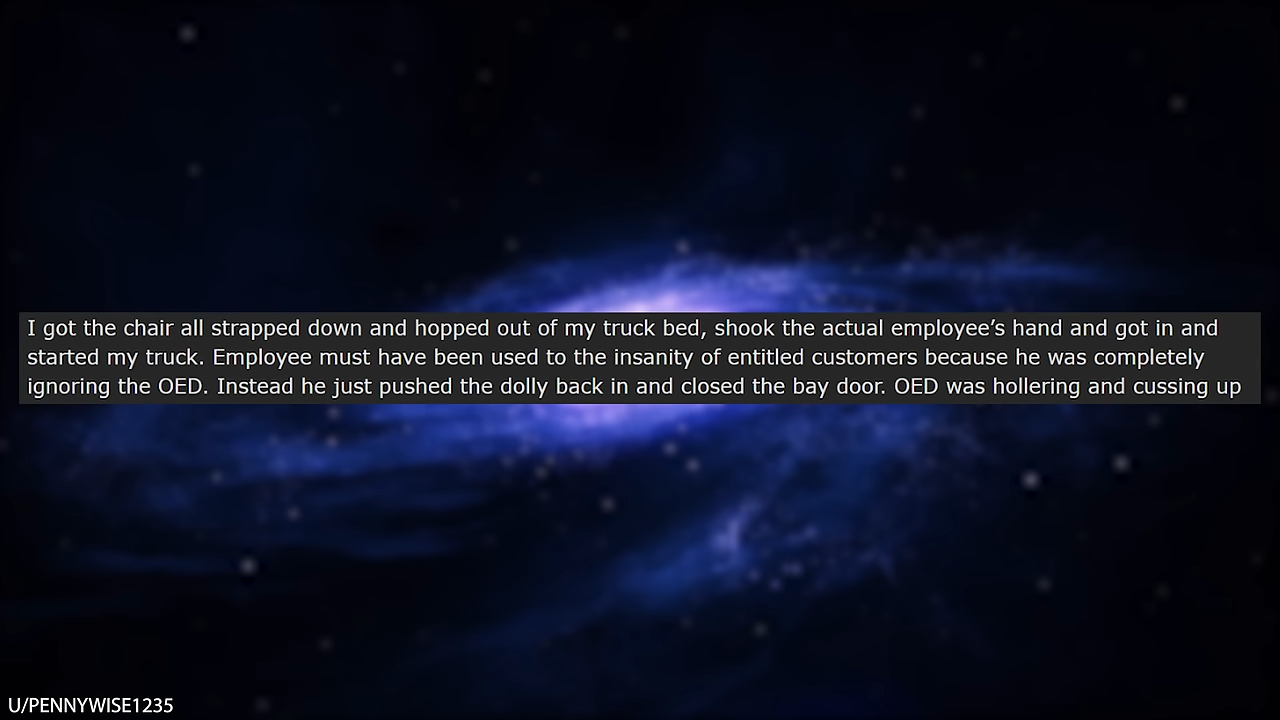 I got the chair all strapped down and hopped out of my truck bed, shook the actual employee’s hand and got in and
started my truck. Employee must have been used to the insanity of entitled customers because he was completely
ignoring the OED. Instead he just pushed the dolly back in and closed the bay door. OED was hollering and cussing up
U/PENNYWISE1235